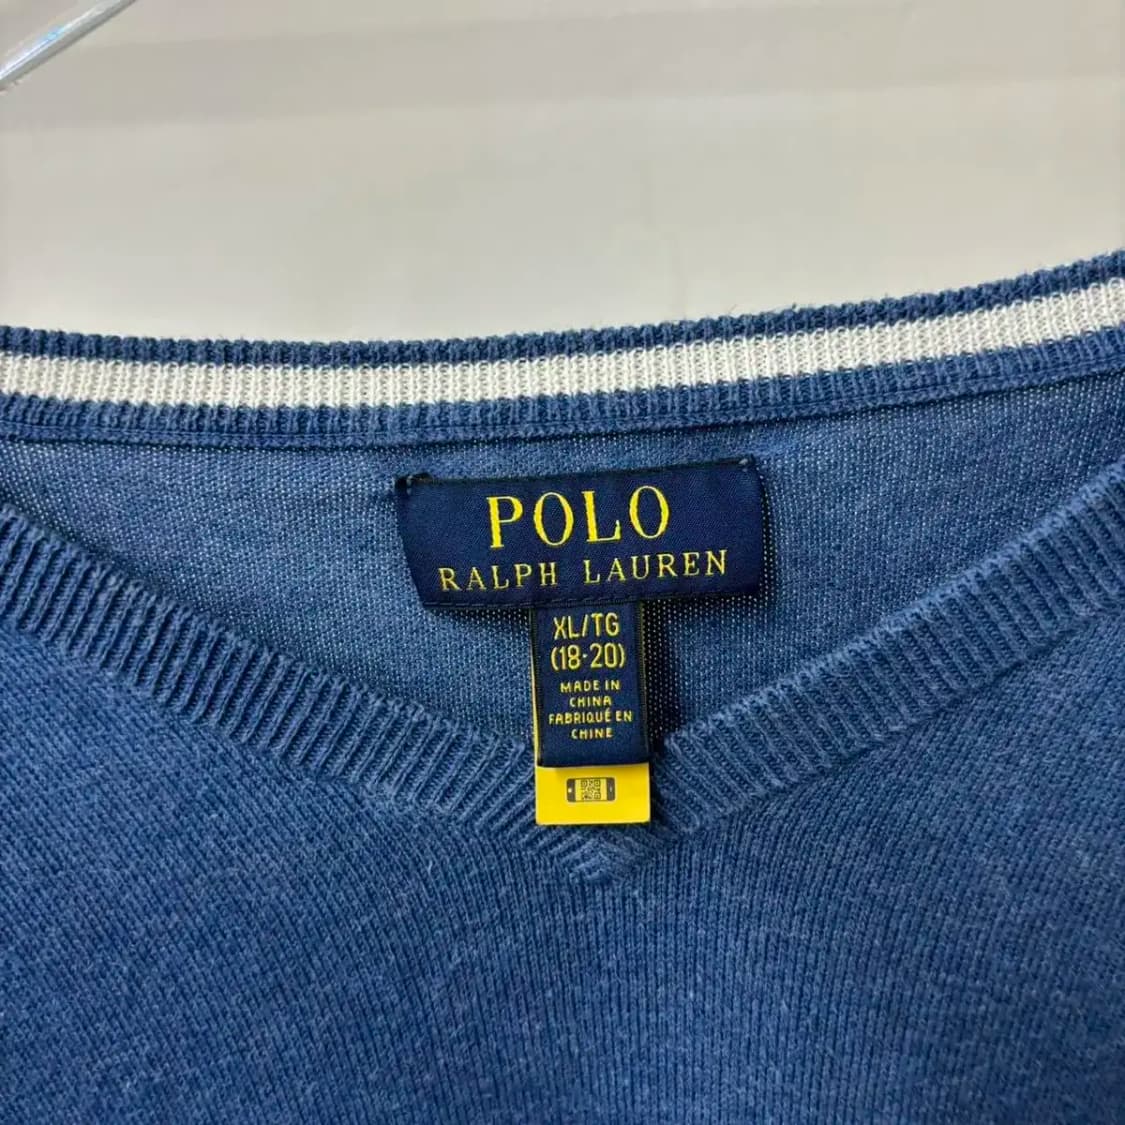 POLO
RALPH LAUREN
XL/TG
(18-20)
MADE IN
CHINA
FABRIQUÉ EN
CHINE